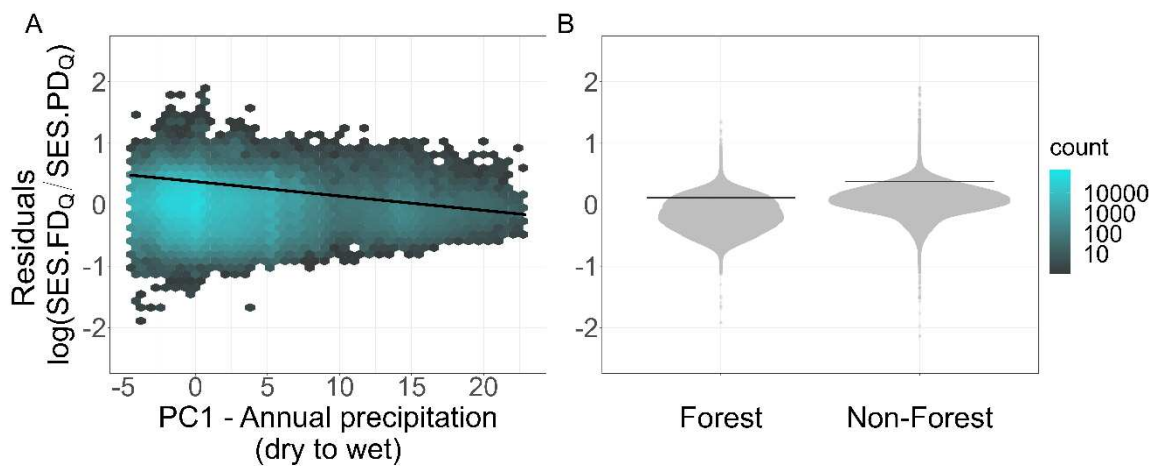 A
B
Residuals
log(SES.FDQ / SES.PDQ)
2
1
0
-1
-2
-5 0 5 10 15 20
PC1 - Annual precipitation
(dry to wet)
2
1
0
-1
-2
Forest Non-Forest
count
10000
1000
100
10